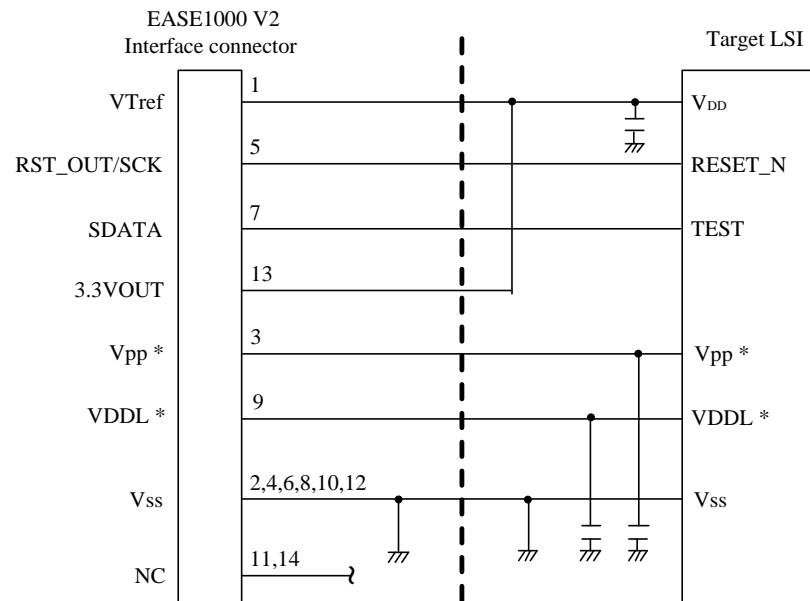 EASE1000 V2
Interface connector
Target LSI
VTref
1
VDD
RST_OUT/SCK
5
RESET_N
SDATA
7
TEST
3.3VOUT
13
Vpp *
3
Vpp *
VDDL *
9
VDDL *
Vss
2,4,6,8,10,12
Vss
NC
11,14